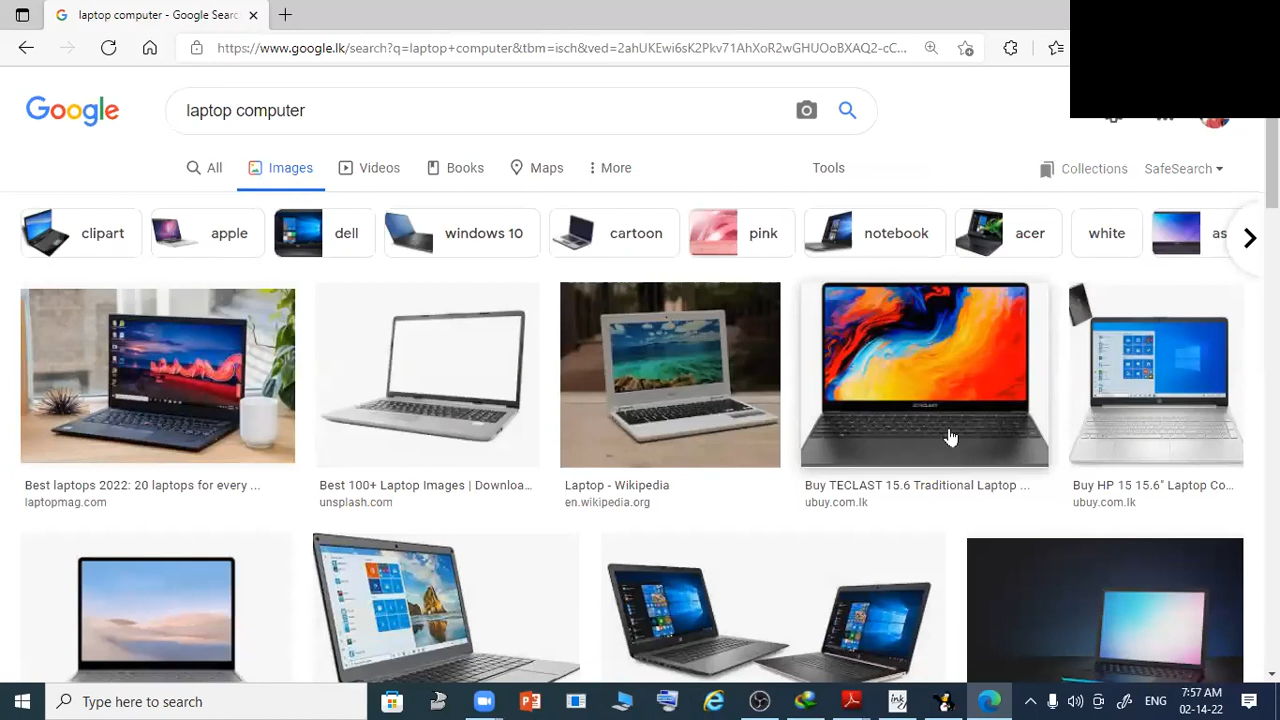 laptop computer - Google Sear
https://www.google.lk/search?q=laptop+computer&tbm=isch&ved=2ahUKEwi6sK2Pkv71AhXoR2wGHUOoBXAQ2-cC...
Google
laptop computer
All Images Videos Books Maps More Tools Collections SafeSearch
clipart apple dell windows 10 cartoon pink notebook acer white as
TECLAST
Best laptops 2022: 20 laptops for every ...
laptopmag.com
Best 100+ Laptop Images | Downloa...
unsplash.com
Laptop - Wikipedia
en.wikipedia.org
Buy TECLAST 15.6 Traditional Laptop ...
ubuy.com.lk
Buy HP 15 15.6" Laptop Co...
ubuy.com.lk
Type here to search
ink
ENG
7:57 AM
02-14-22